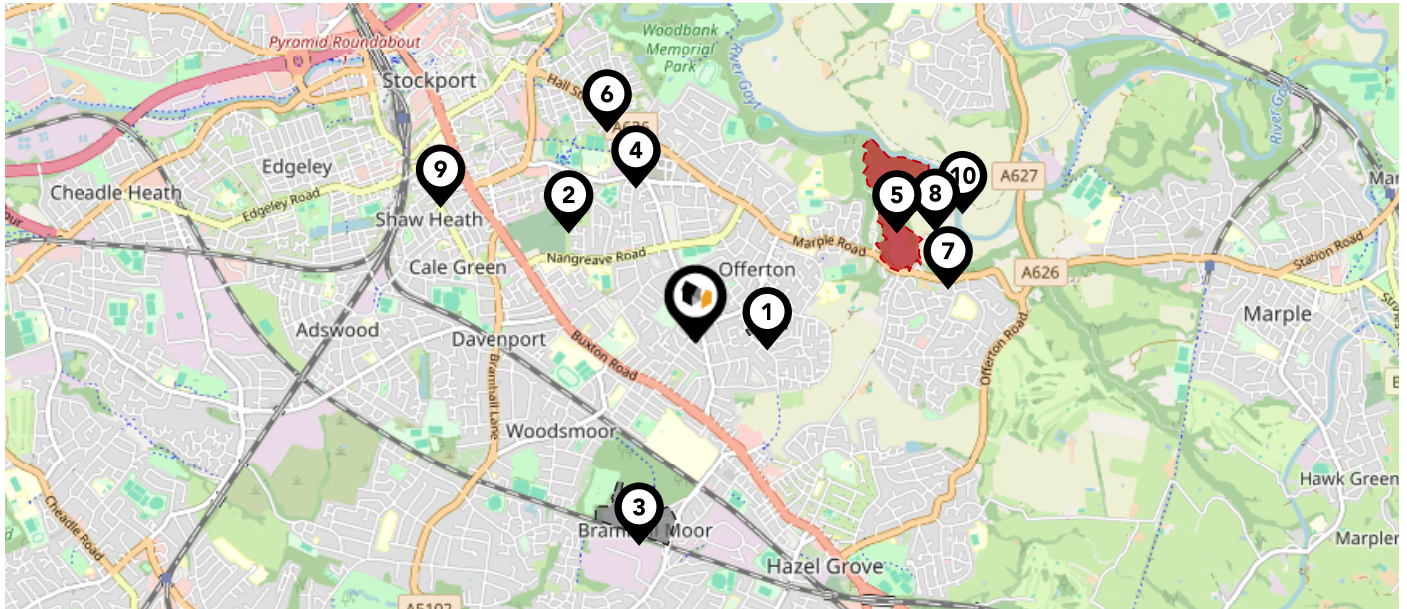 Pyramid Roundabout
Woodbank
Memorial
Park
River Goyt
Stockport
Hall St
6
A626
River Goy
Edgeley
4
9
10
A627
Cheadle Heath
2
5
8
Edgeley Road
Shaw Heath
Marple Road
7
Station Road
Nangreave Road
Cale Green
Offerton
A626
1
Marple
Adswood
Davenport
Buxton Road
Offerton Road
Bramhall Lane
Woodsmoor
Cheadle Road
3
Hawk Green
Moor
Hazel Grove
A5102